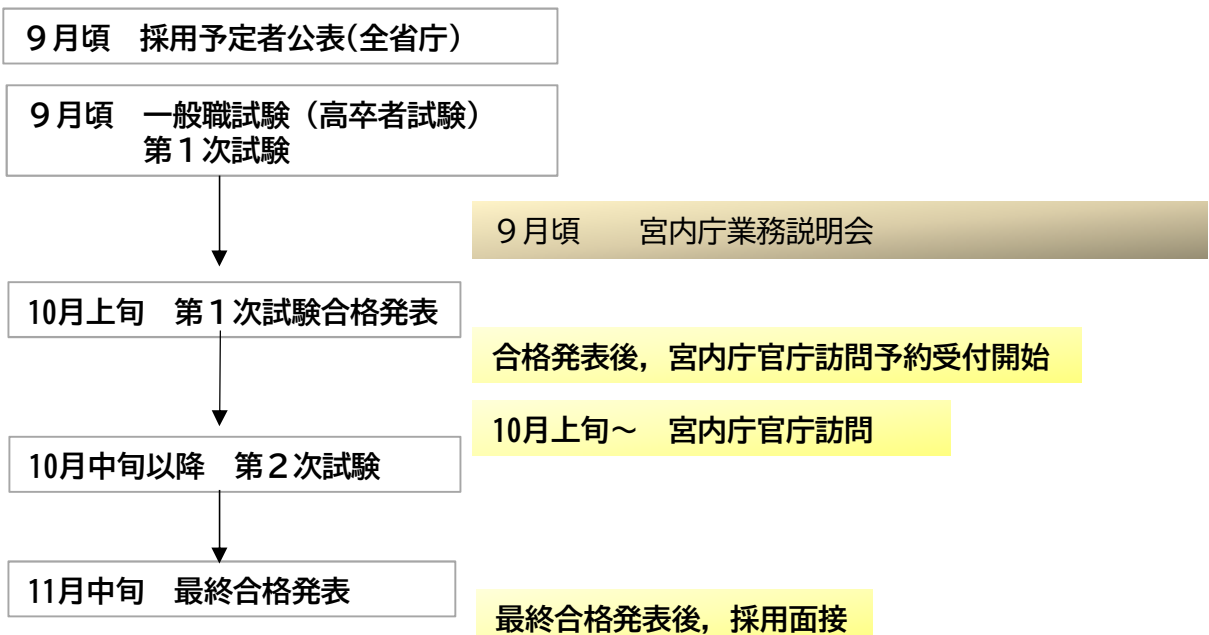 ９月頃　採用予定者公表(全省庁）
９月頃　一般職試験（高卒者試験）
第１次試験
９月頃　　宮内庁業務説明会
10月上旬　第１次試験合格発表
合格発表後，宮内庁官庁訪問予約受付開始
10月上旬～　宮内庁官庁訪問
10月中旬以降　第２次試験
11月中旬　最終合格発表
最終合格発表後，採用面接